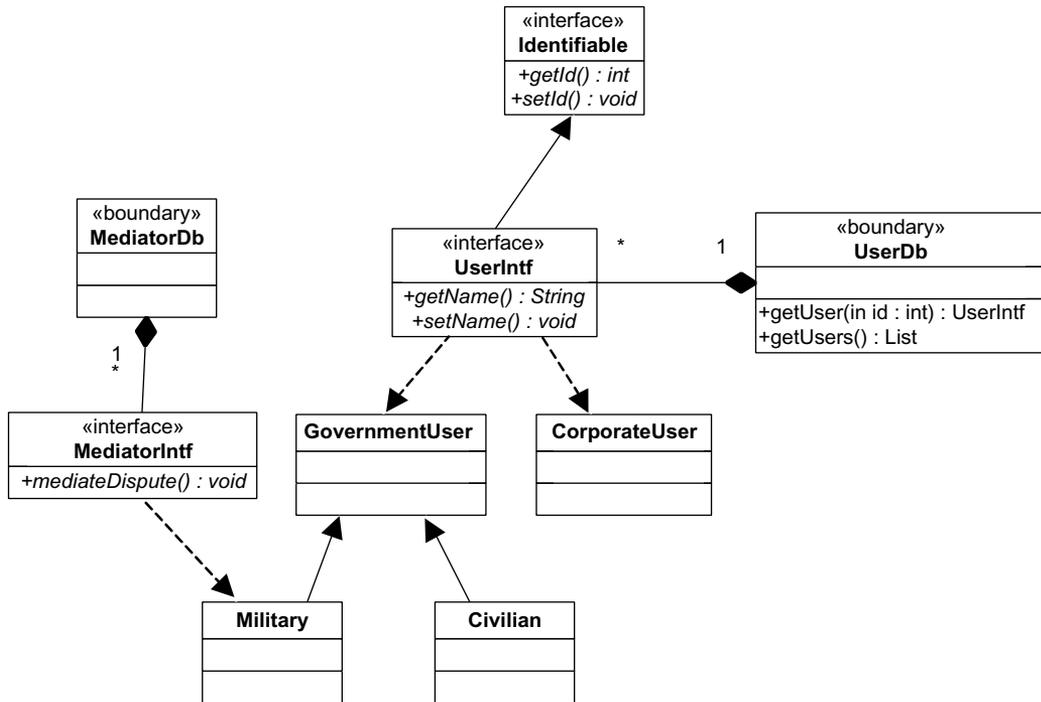 «interface»
Identifiable
+getId() : int
+setId() : void
«boundary»
MediatorDb
«interface»
UserIntf
+getName() : String
+setName() : void
*
1
«boundary»
UserDb
+getUser(in id : int) : UserIntf
+getUsers() : List
1
*
«interface»
MediatorIntf
+mediateDispute() : void
GovernmentUser
CorporateUser
Military
Civilian